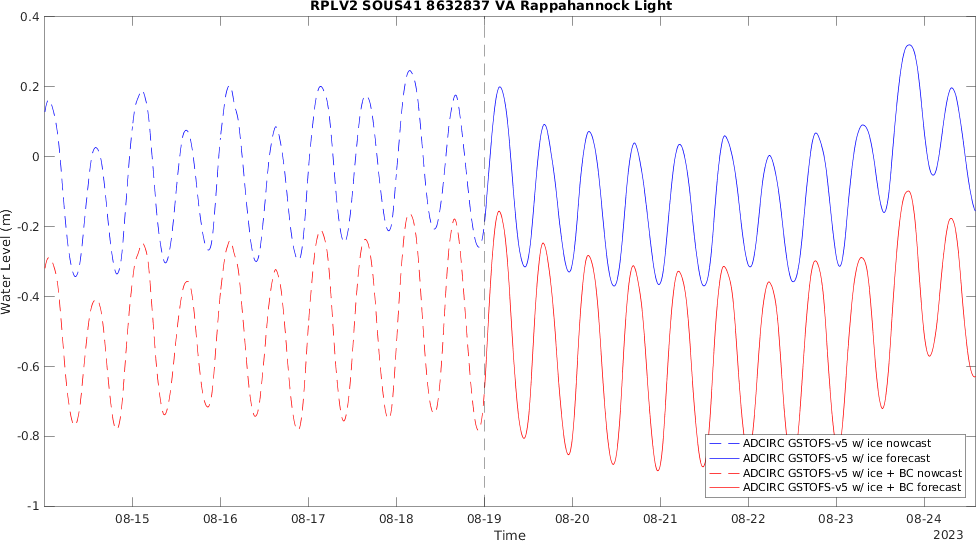 RPLV2 SOUS41 8632837 VA Rappahannock Light
0.4
0.2
0
-0.2
-0.4
-0.6
-0.8
-1
Water Level (m)
ADCIRC GSTOFS-v5 w/ ice nowcast
ADCIRC GSTOFS-v5 w/ ice forecast
ADCIRC GSTOFS-v5 w/ ice + BC nowcast
ADCIRC GSTOFS-v5 w/ ice + BC forecast
08-15 08-16 08-17 08-18 08-19 08-20 08-21 08-22 08-23 08-24
Time
2023